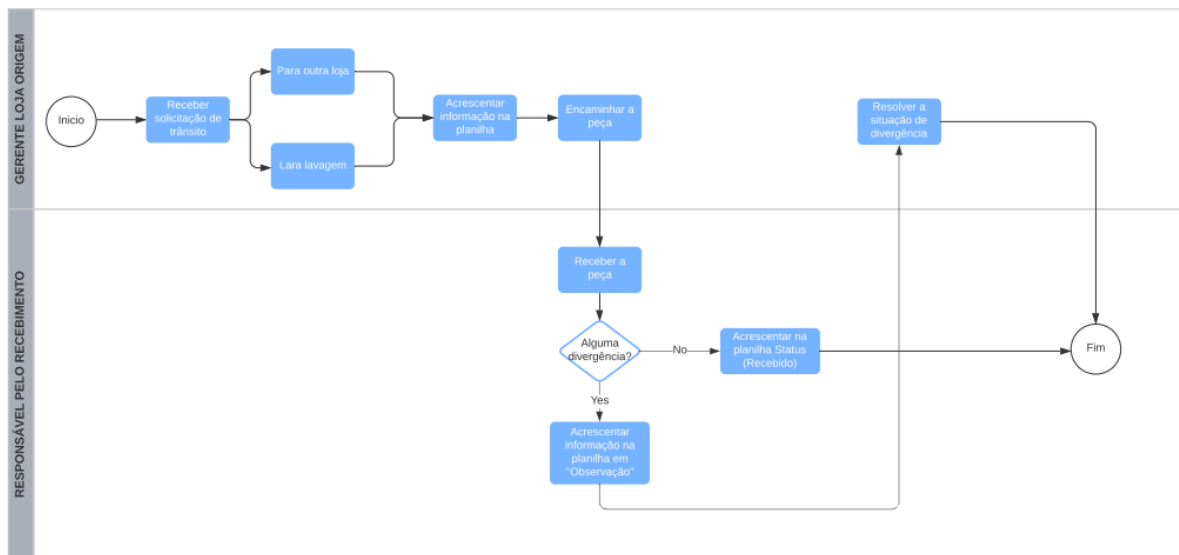 GERENTE LOJA ORIGEM
Inicio
Receber
solicitação de
trânsito
Para outra loja
Lara lavagem
Acrescentar
informação na
planilha
Encaminhar a
peça
Resolver a
situação de
divergência
RESPONSÁVEL PELO RECEBIMENTO
Receber a
peça
Alguma
divergência?
No
Acrescentar na
planilha Status
(Recebido)
Fim
Yes
Acrescentar
informação na
planilha em
"Observação"